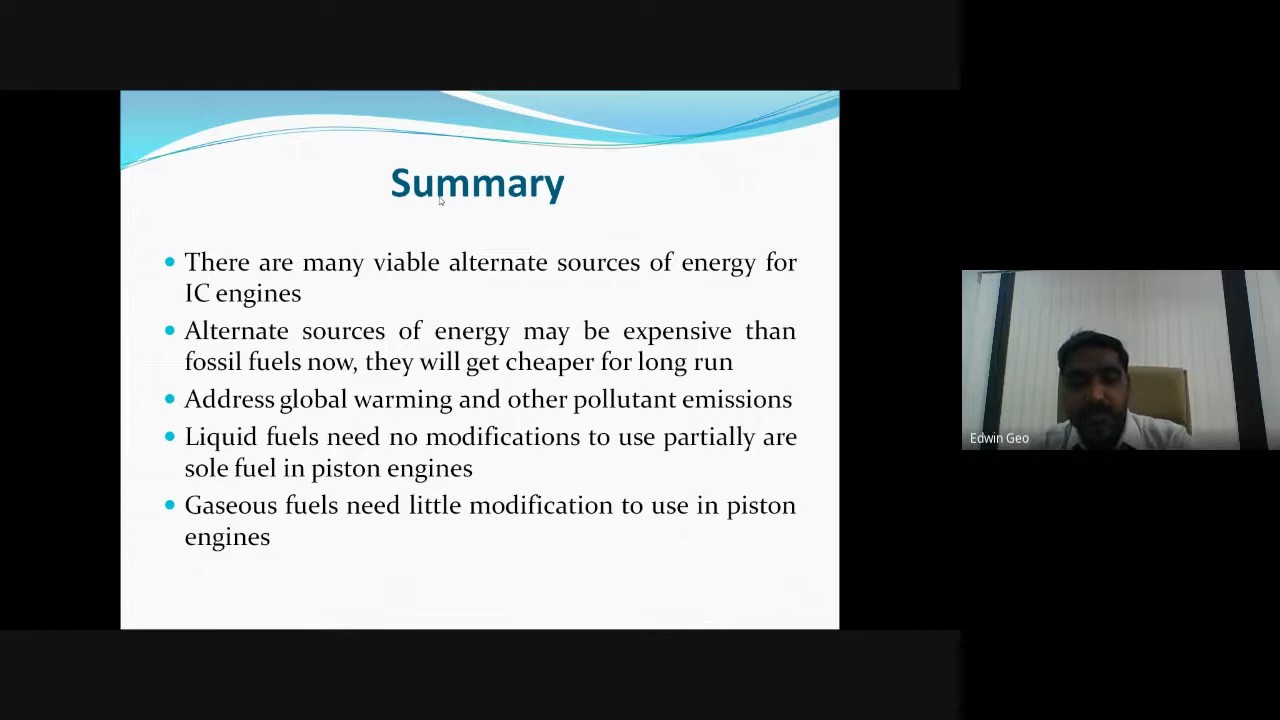 Summary
There are many viable alternate sources of energy for
IC engines
Alternate sources of energy may be expensive than
fossil fuels now, they will get cheaper for long run
Address global warming and other pollutant emissions
Liquid fuels need no modifications to use partially are
sole fuel in piston engines
Gaseous fuels need little modification to use in piston
engines
Edwin Geo